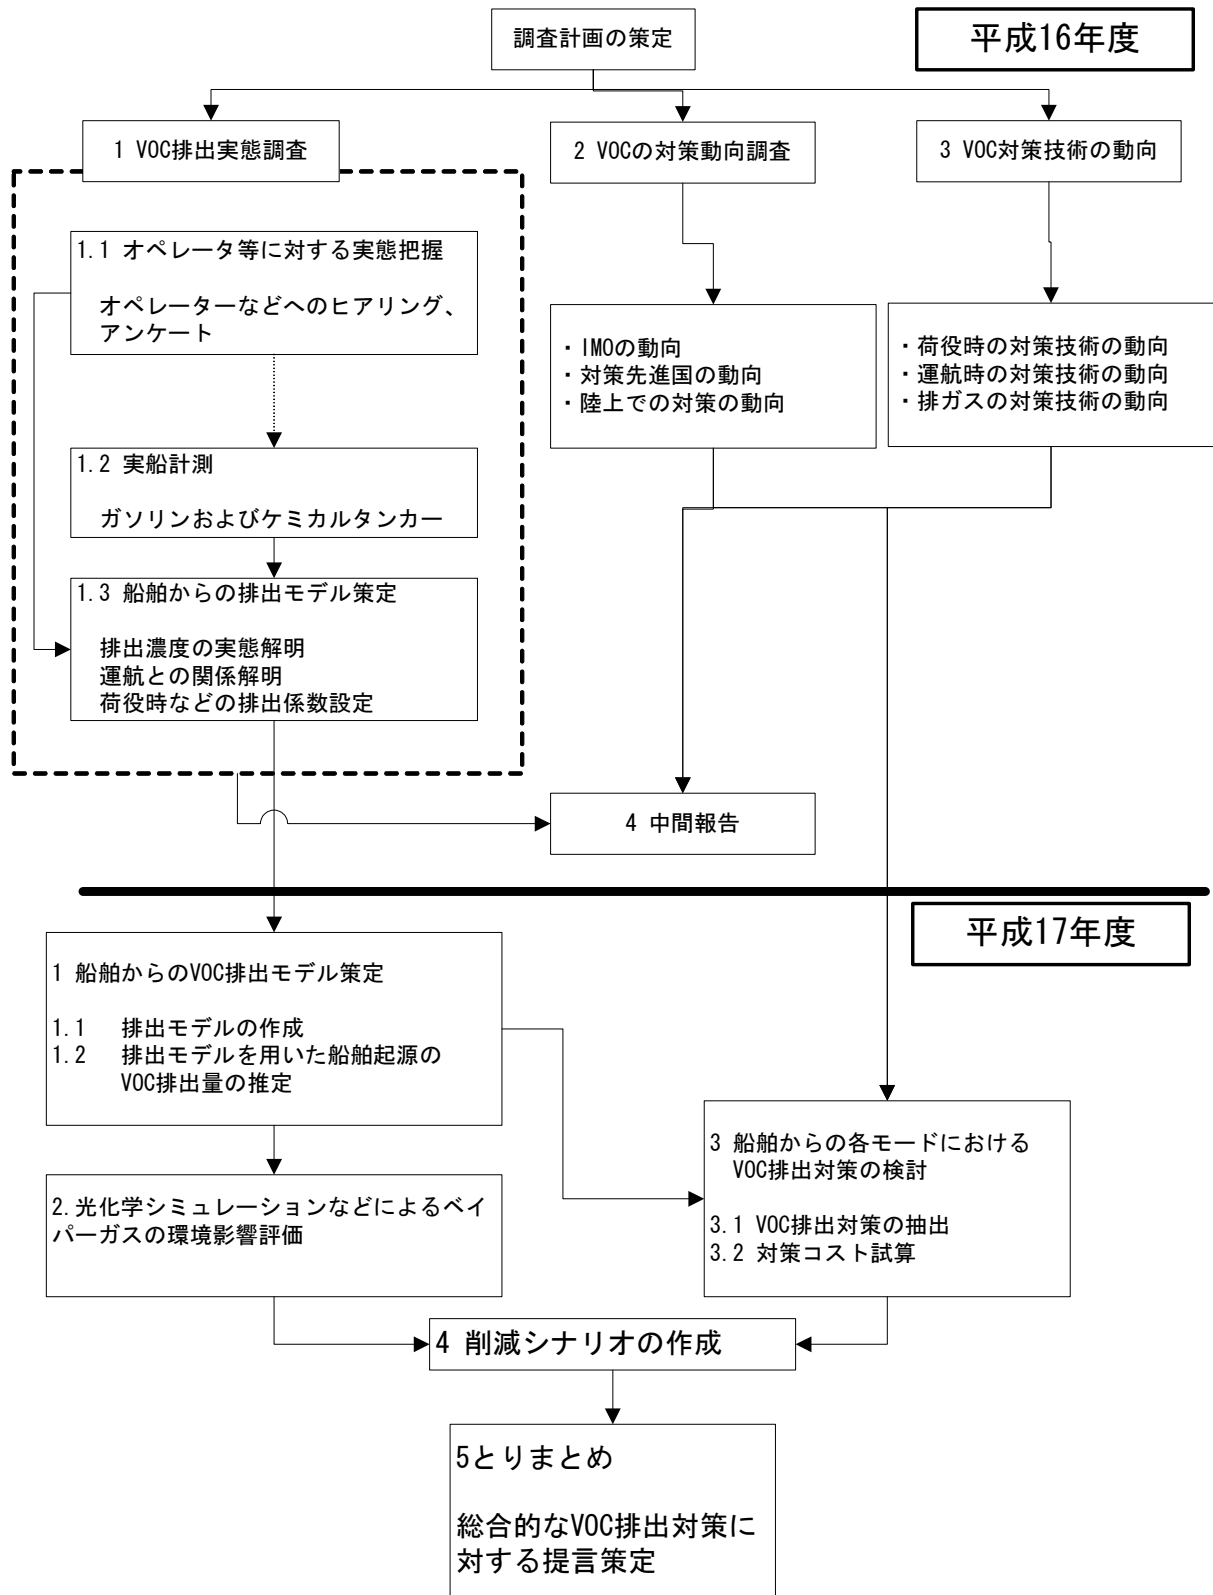 調査計画の策定
平成16年度
1 VOC排出実態調査
2 VOCの対策動向調査
3 VOC対策技術の動向
1.1 オペレータ等に対する実態把握
オペレーターなどへのヒアリング、
アンケート
・IMOの動向
・対策先進国の動向
・陸上での対策の動向
・荷役時の対策技術の動向
・運航時の対策技術の動向
・排ガスの対策技術の動向
1.2 実船計測
ガソリンおよびケミカルタンカー
1.3 船舶からの排出モデル策定
排出濃度の実態解明
運航との関係解明
荷役時などの排出係数設定
4 中間報告
平成17年度
1 船舶からのVOC排出モデル策定
1.1 排出モデルの作成
1.2 排出モデルを用いた船舶起源の
VOC排出量の推定
3 船舶からの各モードにおける
VOC排出対策の検討
3.1 VOC排出対策の抽出
3.2 対策コスト試算
2.光化学シミュレーションなどによるベイ
パーガスの環境影響評価
4 削減シナリオの作成
5とりまとめ
総合的なVOC排出対策に
対する提言策定